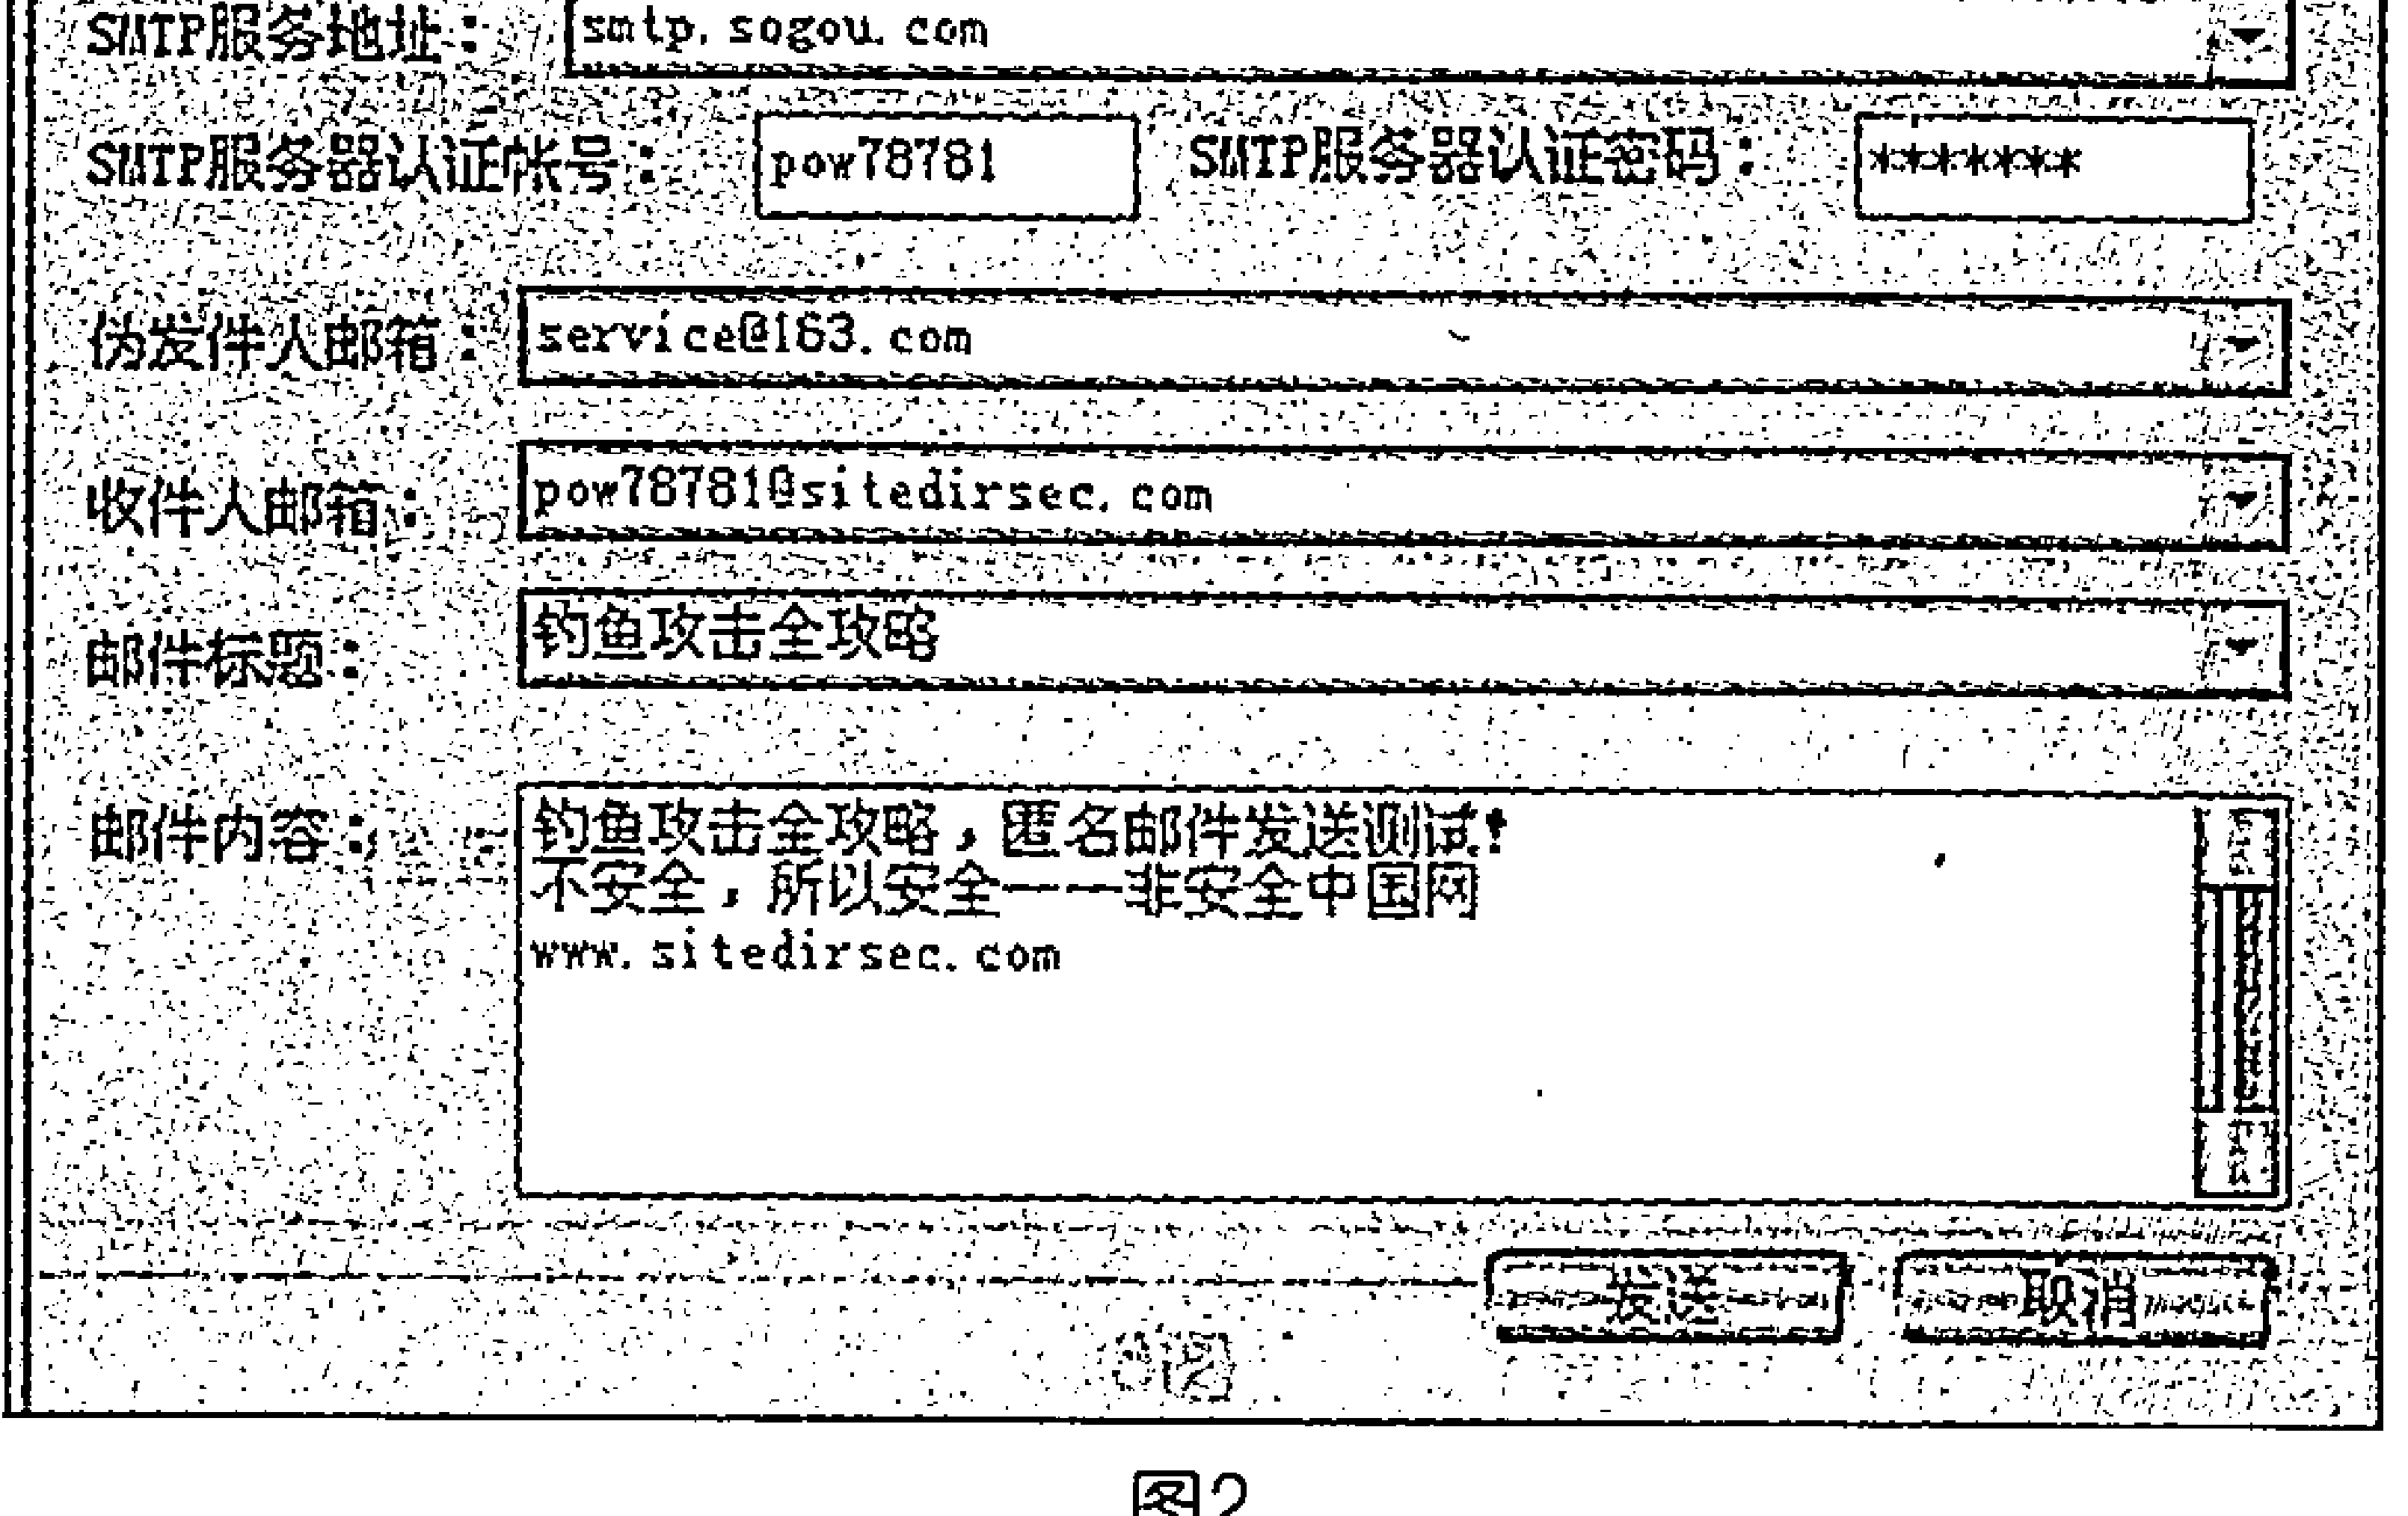 SMTP服务地址： smtp.sogou.com
SMTP服务器认证帐号： pow78781 SMTP服务器认证密码： *******
伪发件人邮箱： service@163.com
收件人邮箱： pow78781@sitedirsec.com
邮件标题： 钓鱼攻击全攻略
邮件内容： 钓鱼攻击全攻略，匿名邮件发送测试！
不安全，所以安全——非安全中国网
www.sitedirsec.com
发送 取消
图2